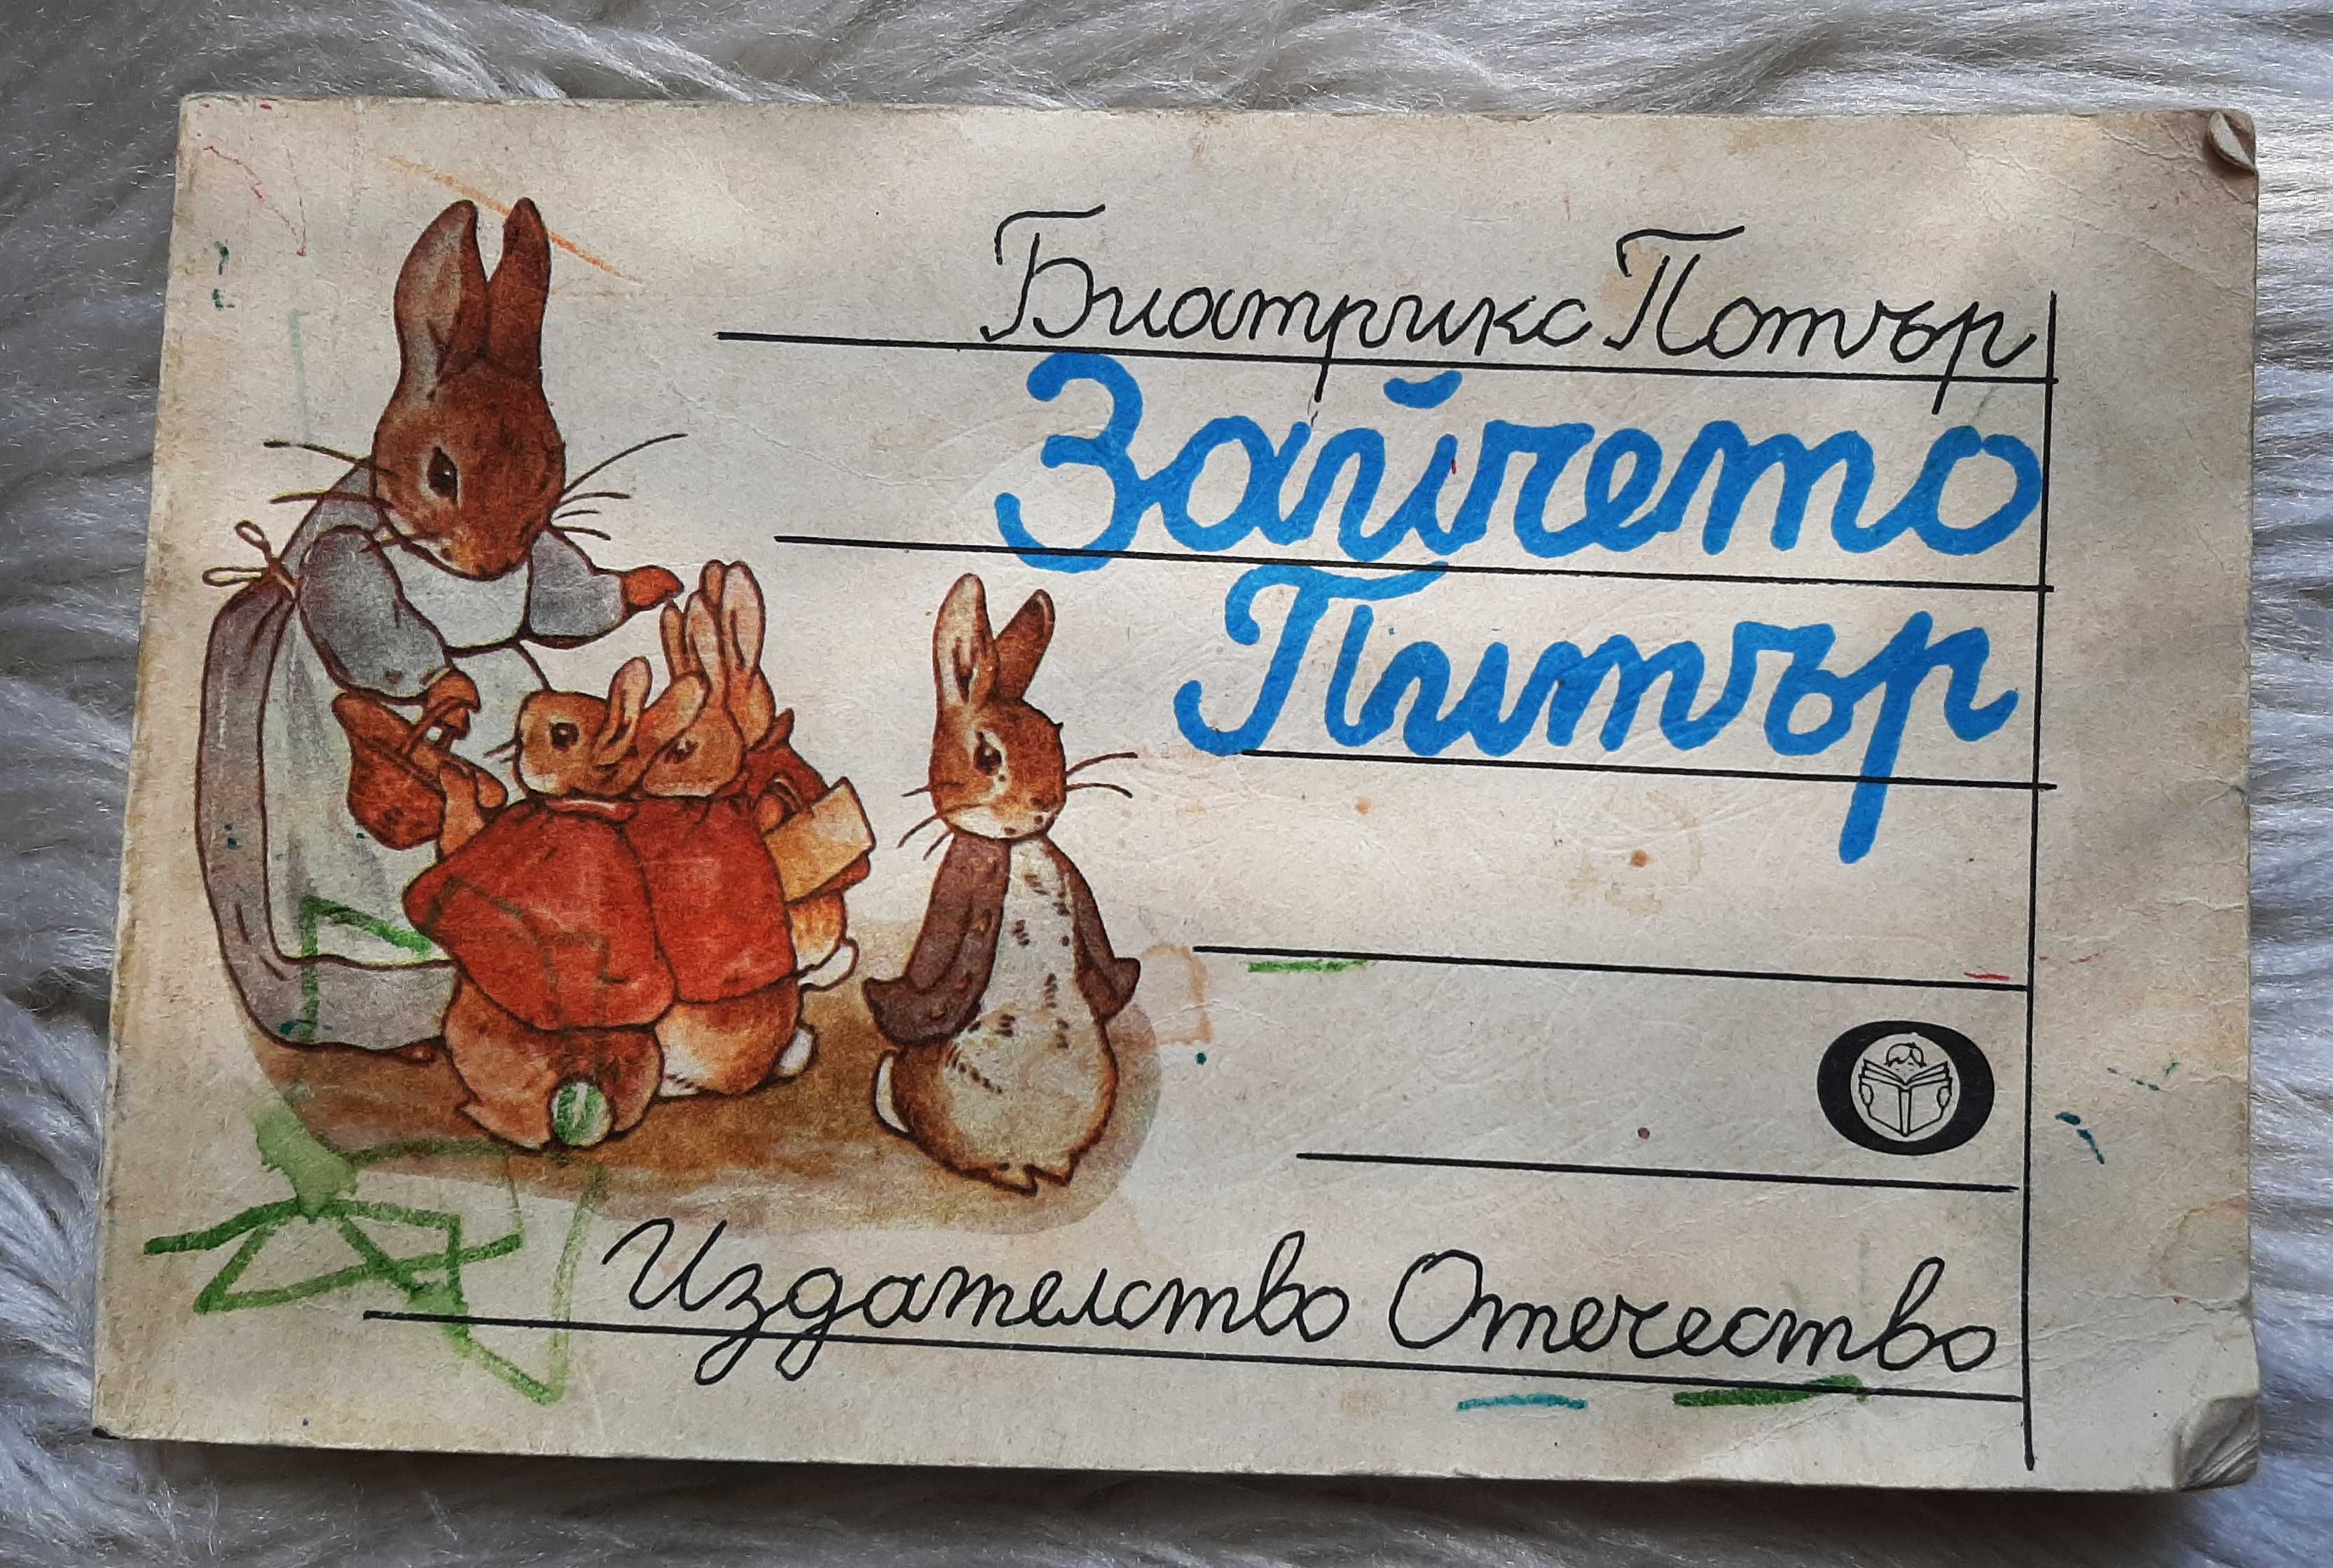 Биатрикс Потър
Зайчето
Питър
Издателство Отечество